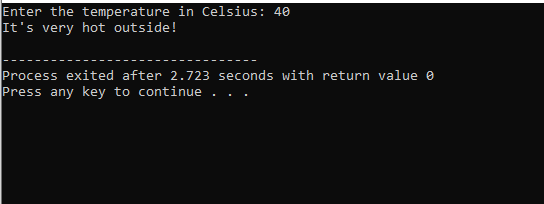 Enter the temperature in Celsius: 40
It's very hot outside!
--------------------------------
Process exited after 2.723 seconds with return value 0
Press any key to continue . . .